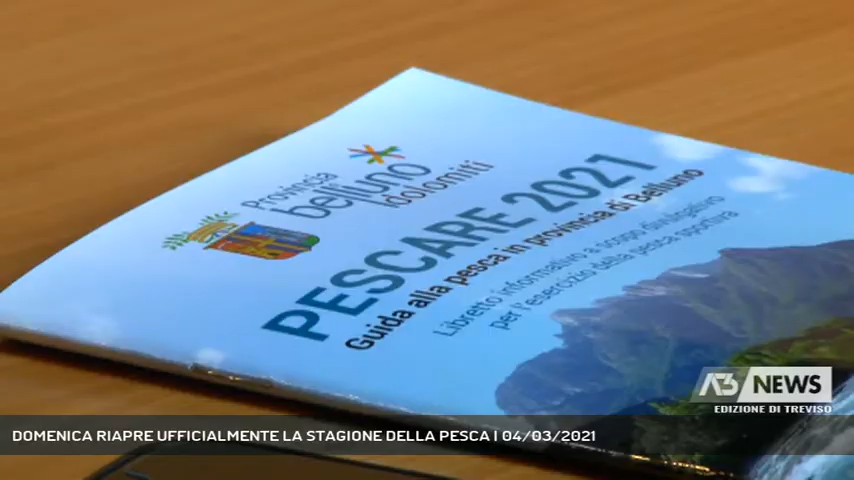 Provincia
belluno
dolomiti
PESCARE 2021
Guida alla pesca in provincia di Belluno
Libretto informativo a scopo divulgativo
per l'esercizio della pesca sportiva
A3 NEWS
EDIZIONE DI TREVISO
DOMENICA RIAPRE UFFICIALMENTE LA STAGIONE DELLA PESCA | 04/03/2021